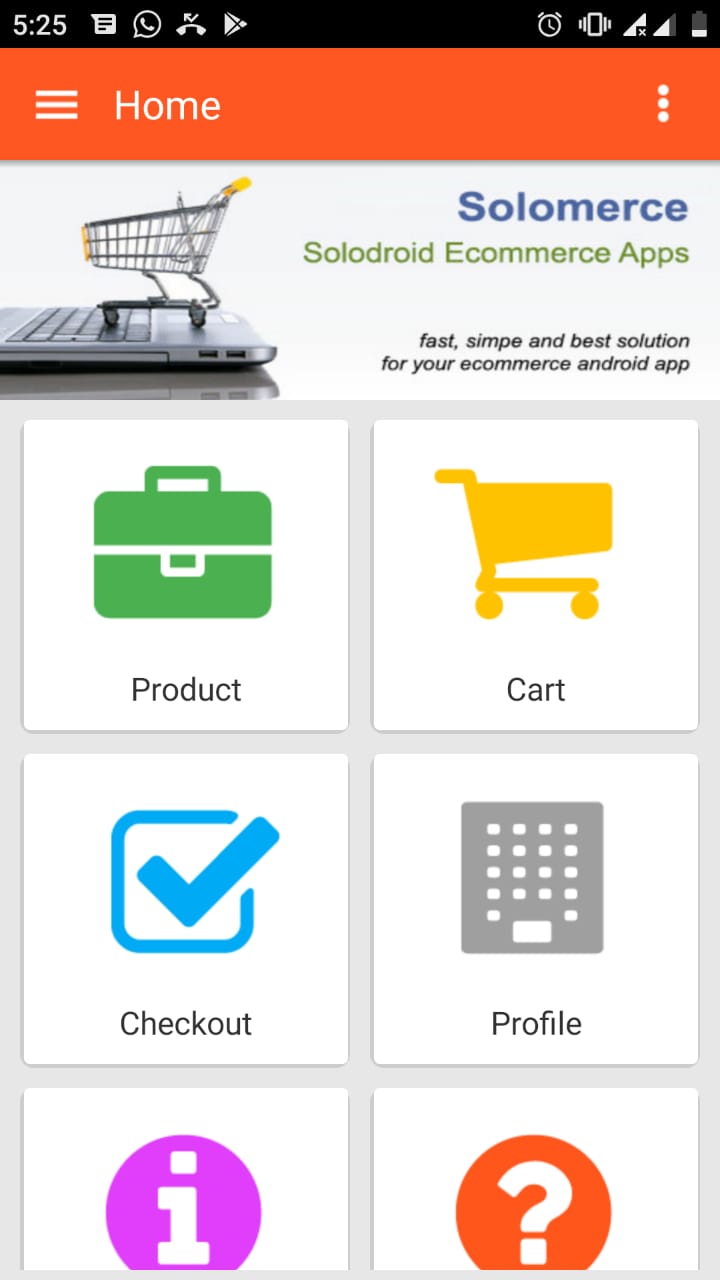 5:25
Home
Solomerce
Solodroid Ecommerce Apps
fast, simpe and best solution
for your ecommerce android app
Product
Cart
Checkout
Profile